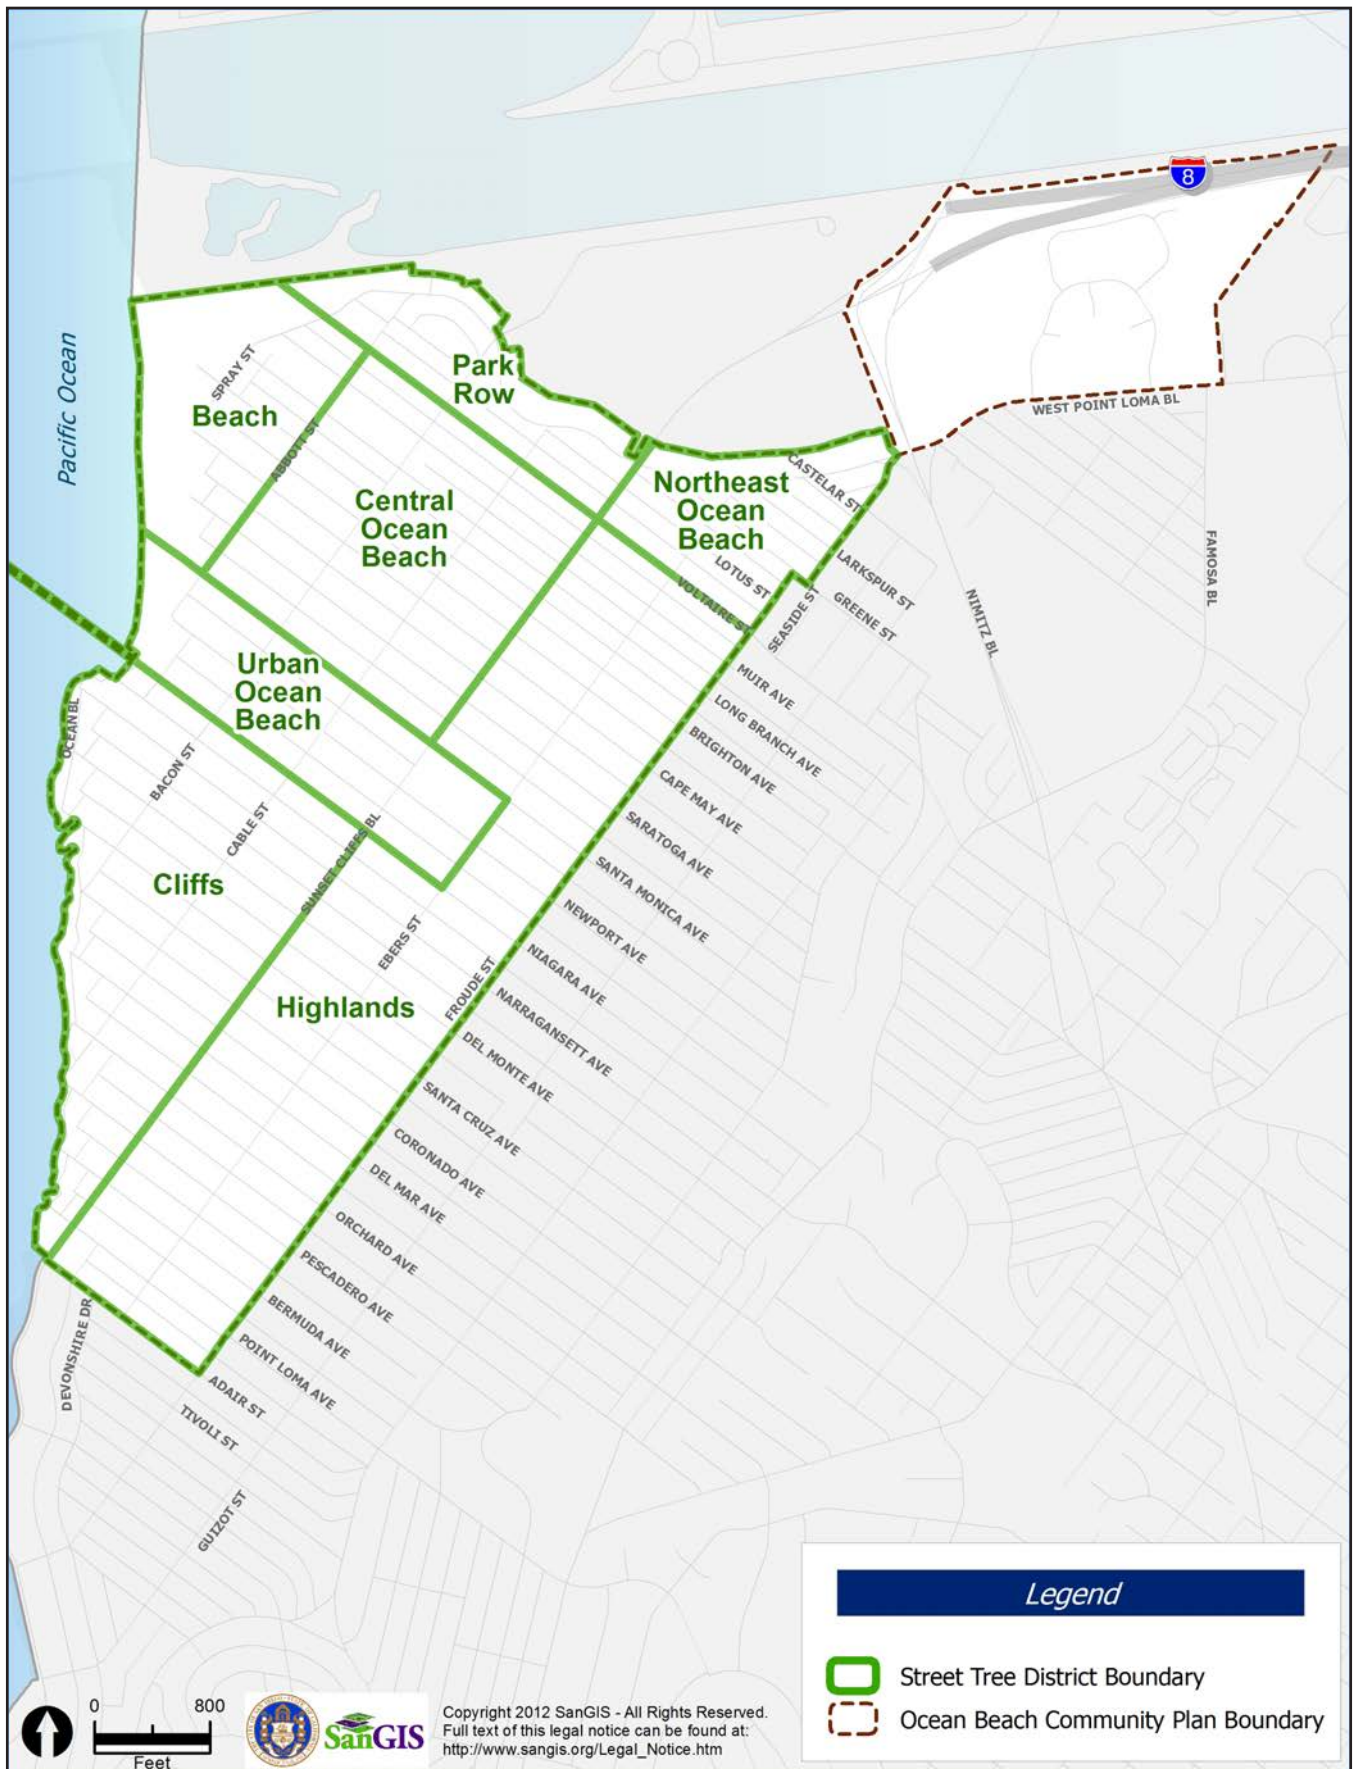 8
Pacific Ocean
SPRAY ST
Beach
ABBOTT ST
Park
Row
WEST POINT LOMA BL
Central
Ocean
Beach
Northeast
Ocean
Beach
CASTELAR ST
LOTUS ST
VOLTAIRE ST
LARKSPUR ST
GREENE ST
SEASIDE ST
NIMITZ BL
FAMOSA BL
Urban
Ocean
Beach
OCEAN BL
BACON ST
CABLE ST
SUNSET CLIFFS BL
Cliffs
EBERS ST
Highlands
FROUDE ST
MUIR AVE
LONG BRANCH AVE
BRIGHTON AVE
CAPE MAY AVE
SARATOGA AVE
SANTA MONICA AVE
NEWPORT AVE
NIAGARA AVE
NARRAGANSETT AVE
DEL MONTE AVE
SANTA CRUZ AVE
CORONADO AVE
DEL MAR AVE
ORCHARD AVE
PESCADERO AVE
BERMUDA AVE
POINT LOMA AVE
ADAIR ST
TIVOLI ST
DEVONSHIRE DR
GUIZOT ST
Legend
Street Tree District Boundary
Ocean Beach Community Plan Boundary
0 800
Feet
SanGIS
Copyright 2012 SanGIS - All Rights Reserved.
Full text of this legal notice can be found at:
http://www.sangis.org/Legal_Notice.htm